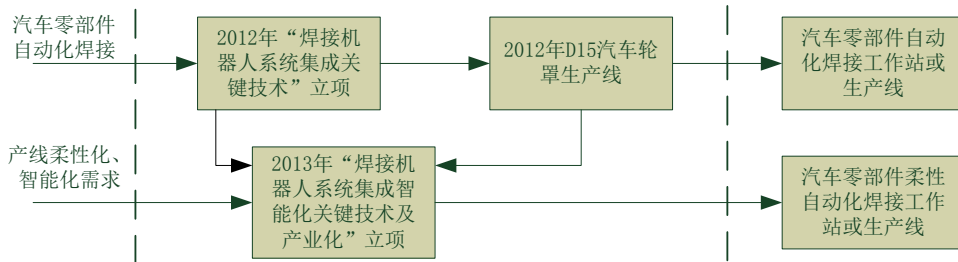 汽车零部件
自动化焊接
2012年“焊接机
器人系统集成关
键技术”立项
2012年D15汽车轮
罩生产线
汽车零部件自动
化焊接工作站或
生产线
产线柔性化、
智能化需求
2013年“焊接机
器人系统集成智
能化关键技术及
产业化”立项
汽车零部件柔性
自动化焊接工作
站或生产线